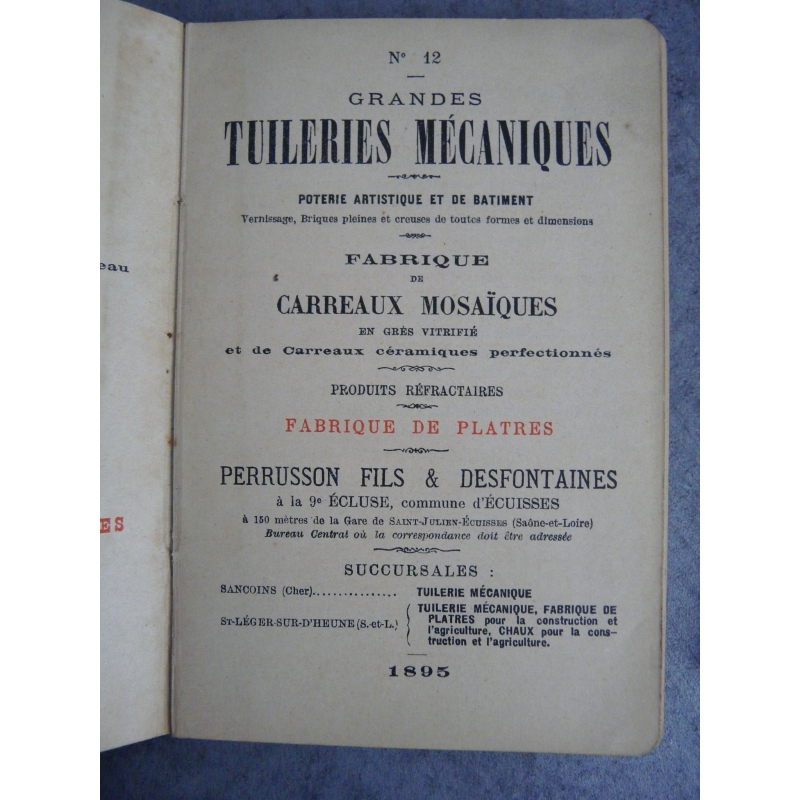 eau
ES
Nº 12
GRANDES
TUILERIES MÉCANIQUES
POTERIE ARTISTIQUE ET DE BATIMENT
Vernissage, Briques pleines et creuses de toutes formes et dimensions
FABRIQUE
DE
CARREAUX MOSAÏQUES
EN GRÈS VITRIFIÉ
et de Carreaux céramiques perfectionnés
PRODUITS RÉFRACTAIRES
FABRIQUE DE PLATRES
PERRUSSON FILS & DESFONTAINES
à la 9e ÉCLUSE, commune d'ÉCUISSES
à 150 mètres de la Gare de SAINT-JULIEN-ÉCUISSES (Saône-et-Loire)
Bureau Central où la correspondance doit être adressée
SUCCURSALES :
SANCOINS (Cher)................ TUILERIE MÉCANIQUE
ST-LÉGER-SUR-D'HEUNE (S.-et-L.) { TUILERIE MÉCANIQUE, FABRIQUE DE
PLATRES pour la construction et
l'agriculture, CHAUX pour la cons-
truction et l'agriculture.
1895